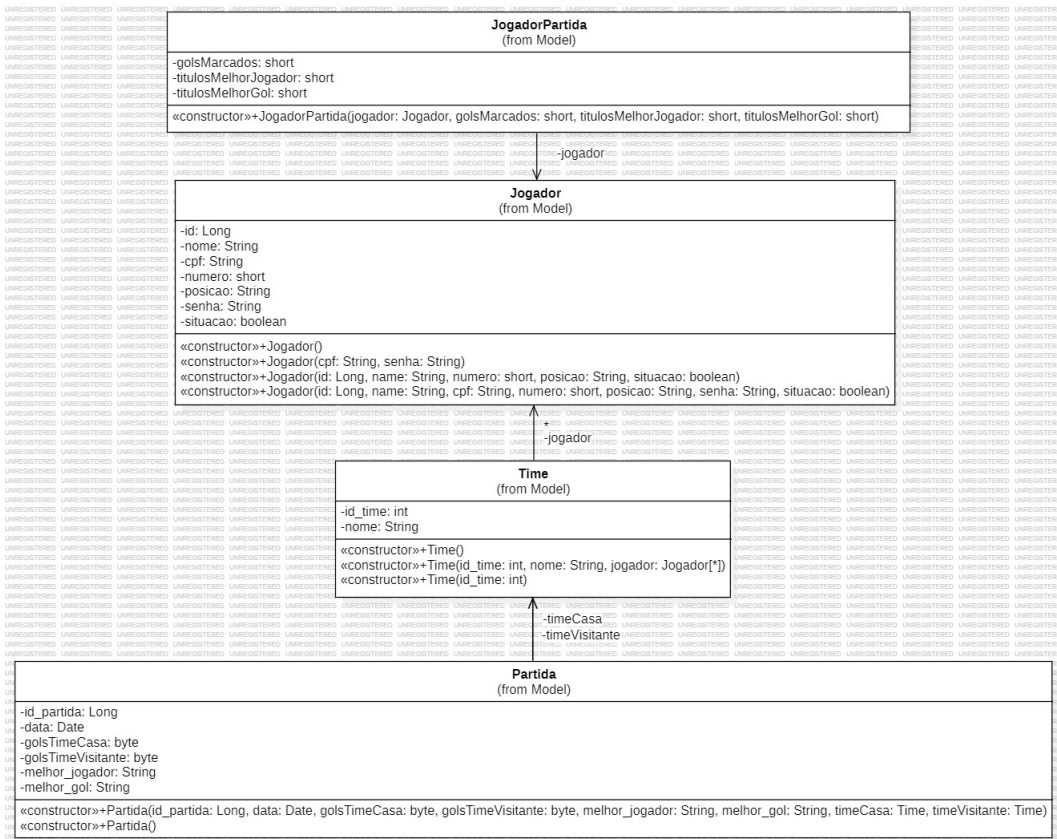 JogadorPartida
(from Model)
-golsMarcados: short
-titulosMelhorJogador: short
-titulosMelhorGol: short
«constructor»+JogadorPartida(jogador: Jogador, golsMarcados: short, titulosMelhorJogador: short, titulosMelhorGol: short)
-jogador
Jogador
(from Model)
-id: Long
-nome: String
-cpf: String
-numero: short
-posicao: String
-senha: String
-situacao: boolean
«constructor»+Jogador()
«constructor»+Jogador(cpf: String, senha: String)
«constructor»+Jogador(id: Long, name: String, numero: short, posicao: String, situacao: boolean)
«constructor»+Jogador(id: Long, name: String, cpf: String, numero: short, posicao: String, senha: String, situacao: boolean)
*
-jogador
Time
(from Model)
-id_time: int
-nome: String
«constructor»+Time()
«constructor»+Time(id_time: int, nome: String, jogador: Jogador[*])
«constructor»+Time(id_time: int)
-timeCasa
-timeVisitante
Partida
(from Model)
-id_partida: Long
-data: Date
-golsTimeCasa: byte
-golsTimeVisitante: byte
-melhor_jogador: String
-melhor_gol: String
«constructor»+Partida(id_partida: Long, data: Date, golsTimeCasa: byte, golsTimeVisitante: byte, melhor_jogador: String, melhor_gol: String, timeCasa: Time, timeVisitante: Time)
«constructor»+Partida()
UNREGISTERED